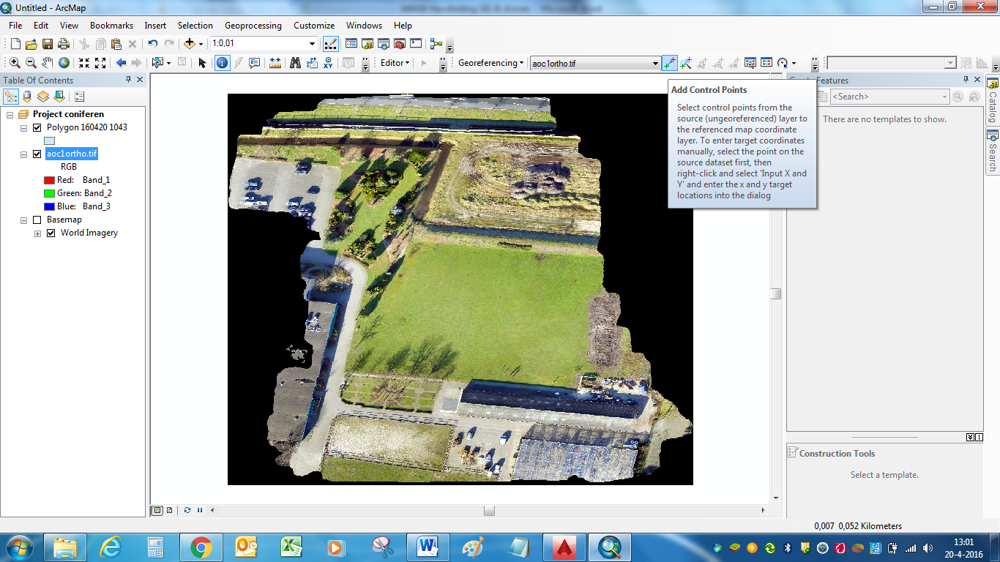 Untitled - ArcMap
File Edit View Bookmarks Insert Selection Geoprocessing Customize Windows Help
1:0,01
Editor Georeferencing aoc1ortho.tif
Table Of Contents
Project coniferen
Polygon 160420 1043
aoc1ortho.tif
RGB
Red: Band_1
Green: Band_2
Blue: Band_3
Basemap
World Imagery
Add Control Points
Select control points from the
source (ungeoreferenced) layer to
the referenced map coordinate
layer. To enter target coordinates
manually, select the point on the
source dataset first, then
right-click and select 'Input X and
Y' and enter the x and y target
locations into the dialog
Features
<Search>
There are no templates to show.
Catalog
Search
Construction Tools
Select a template.
0,007 0,052 Kilometers
13:01
20-4-2016